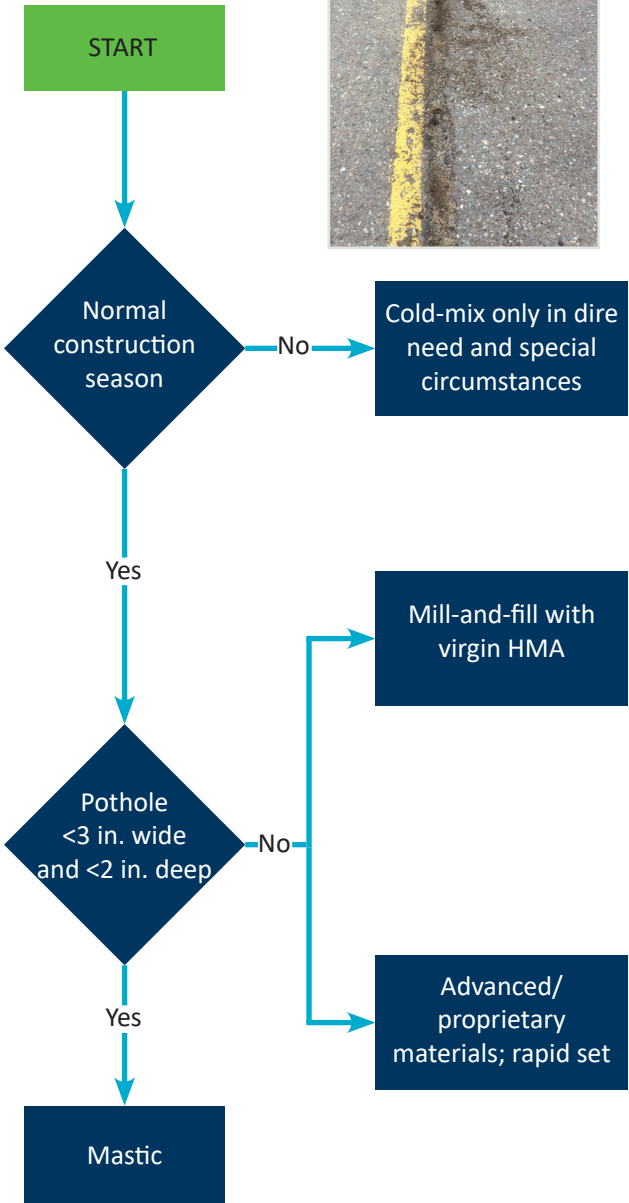 START
Normal
construction
season
No
Cold-mix only in dire
need and special
circumstances
Yes
Mill-and-fill with
virgin HMA
Pothole
<3 in. wide
and <2 in. deep
No
Advanced/
proprietary
materials; rapid set
Yes
Mastic